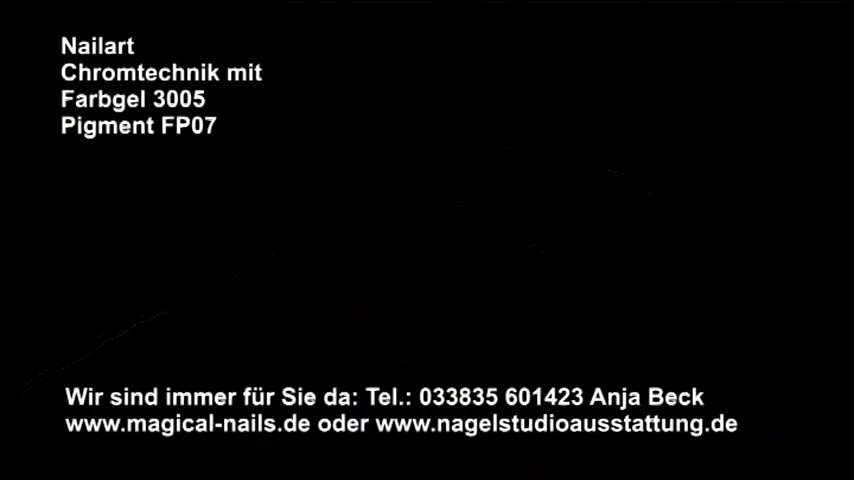 Nailart
Chromtechnik mit
Farbgel 3005
Pigment FP07
Wir sind immer für Sie da: Tel.: 033835 601423 Anja Beck
www.magical-nails.de oder www.nagelstudioausstattung.de